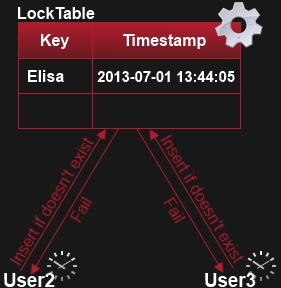 LockTable
Key Timestamp
Elisa 2013-07-01 13:44:05
Insert if doesn't exist
Fail
Insert if doesn't exist
Fail
User2
User3